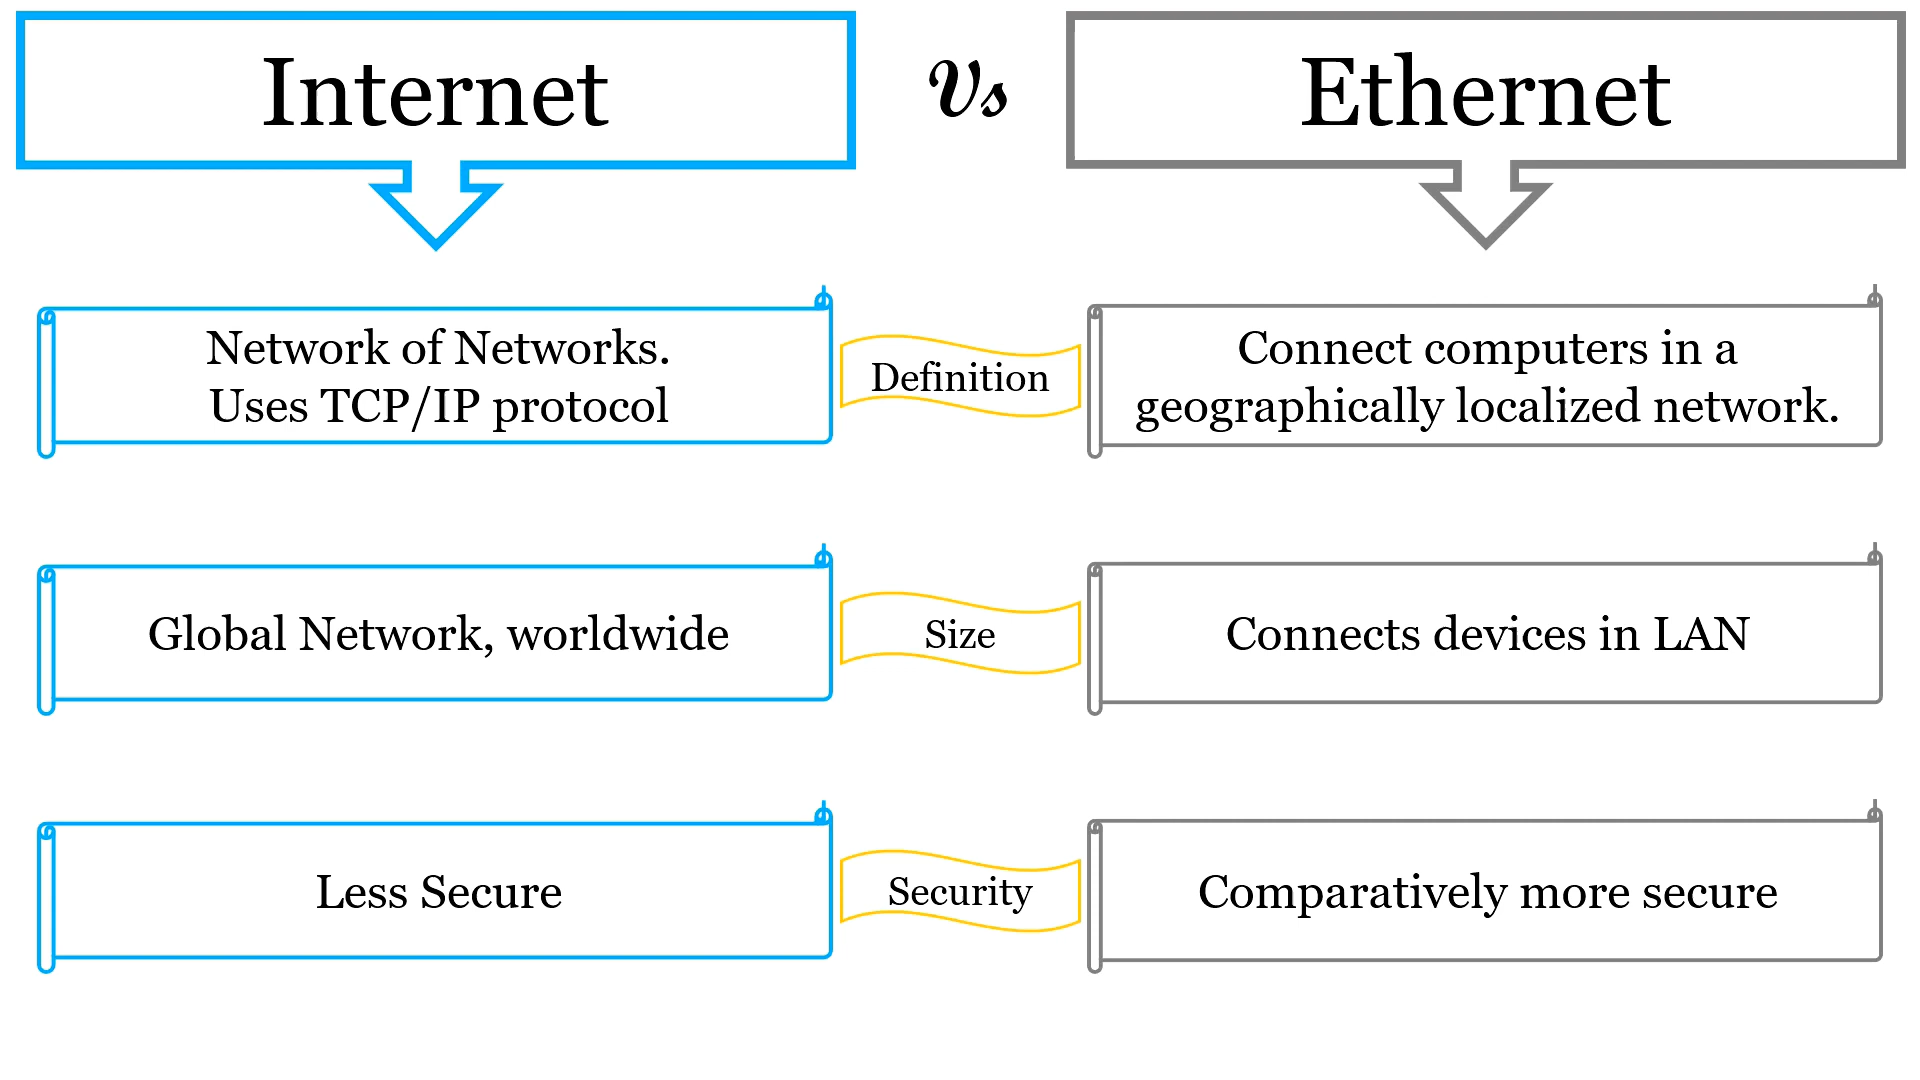 Internet
Vs
Ethernet
Network of Networks.
Uses TCP/IP protocol
Definition
Connect computers in a
geographically localized network.
Global Network, worldwide
Size
Connects devices in LAN
Less Secure
Security
Comparatively more secure